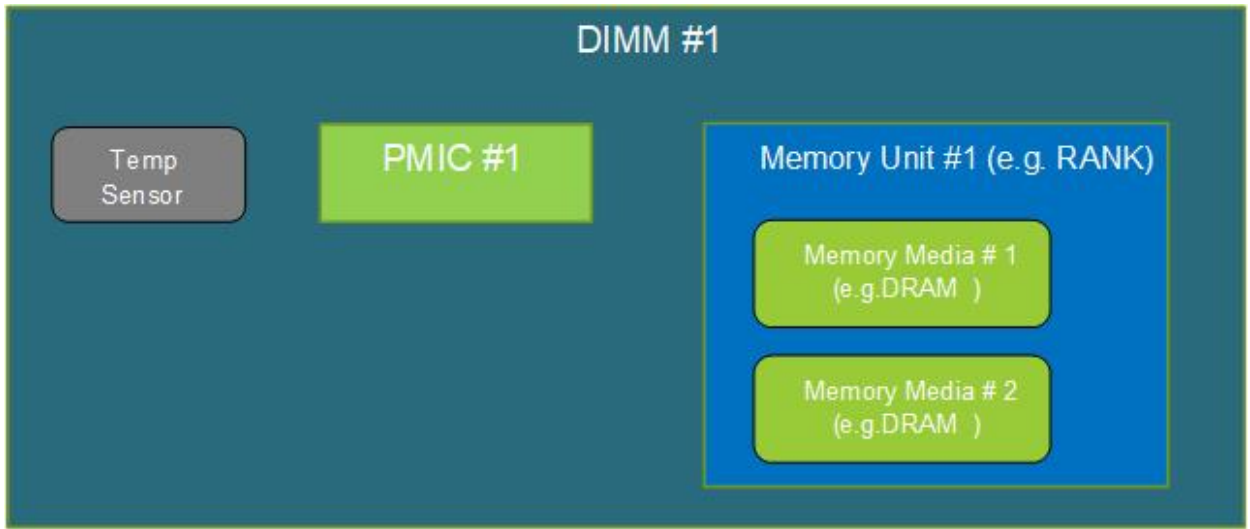 DIMM #1
Temp
Sensor
PMIC #1
Memory Unit #1 (e.g. RANK)
Memory Media # 1
(e.g.DRAM )
Memory Media # 2
(e.g.DRAM )